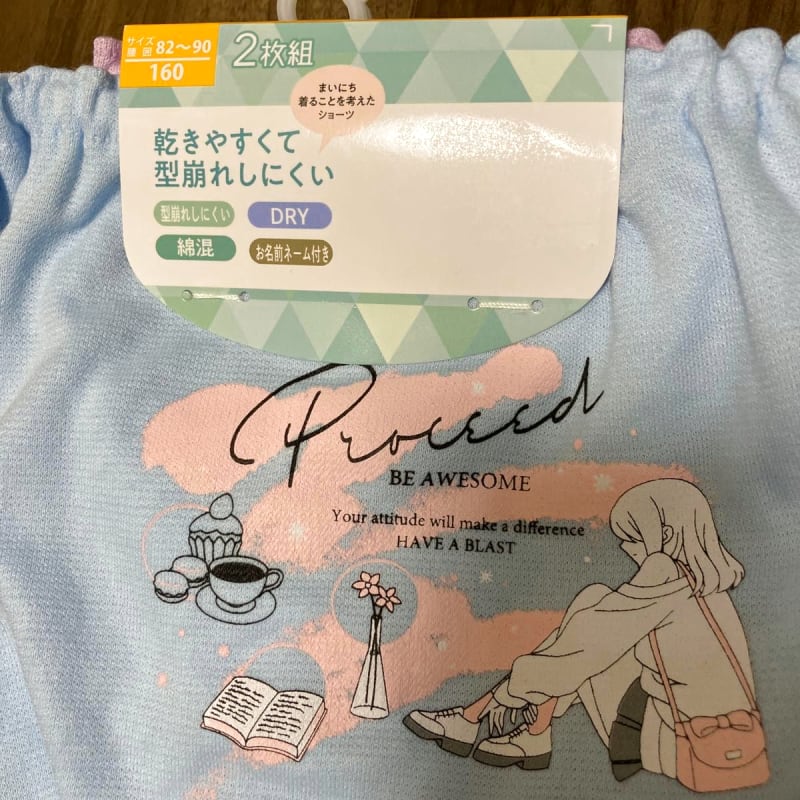 サイズ
腰囲 82〜90
160
2枚組
まいにち
着ることを考えた
ショーツ
乾きやすくて
型崩れしにくい
型崩れしにくい
DRY
綿混
お名前ネーム付き
Proceed
BE AWESOME
Your attitude will make a difference
HAVE A BLAST